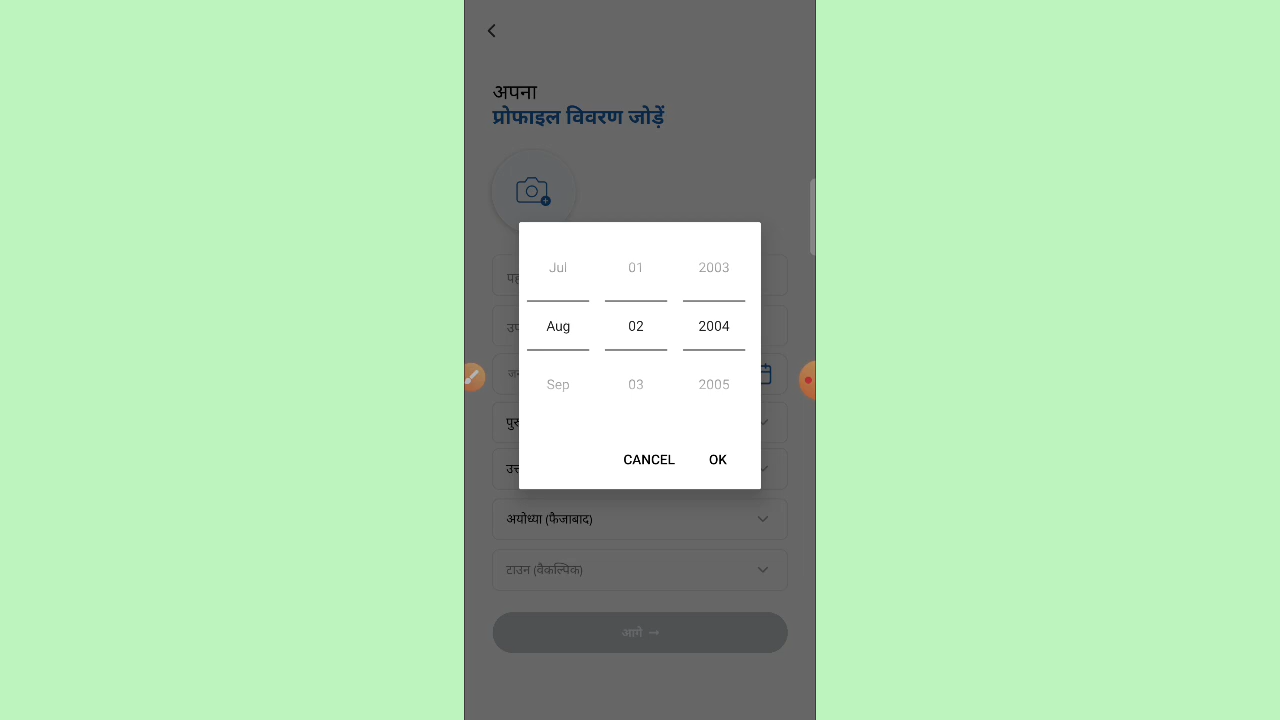 अपना
प्रोफाइल विवरण जोड़ें
Jul 01 2003
Aug 02 2004
Sep 03 2005
CANCEL OK
अयोध्या (फैजाबाद)
टाउन (वैकल्पिक)
आगे →